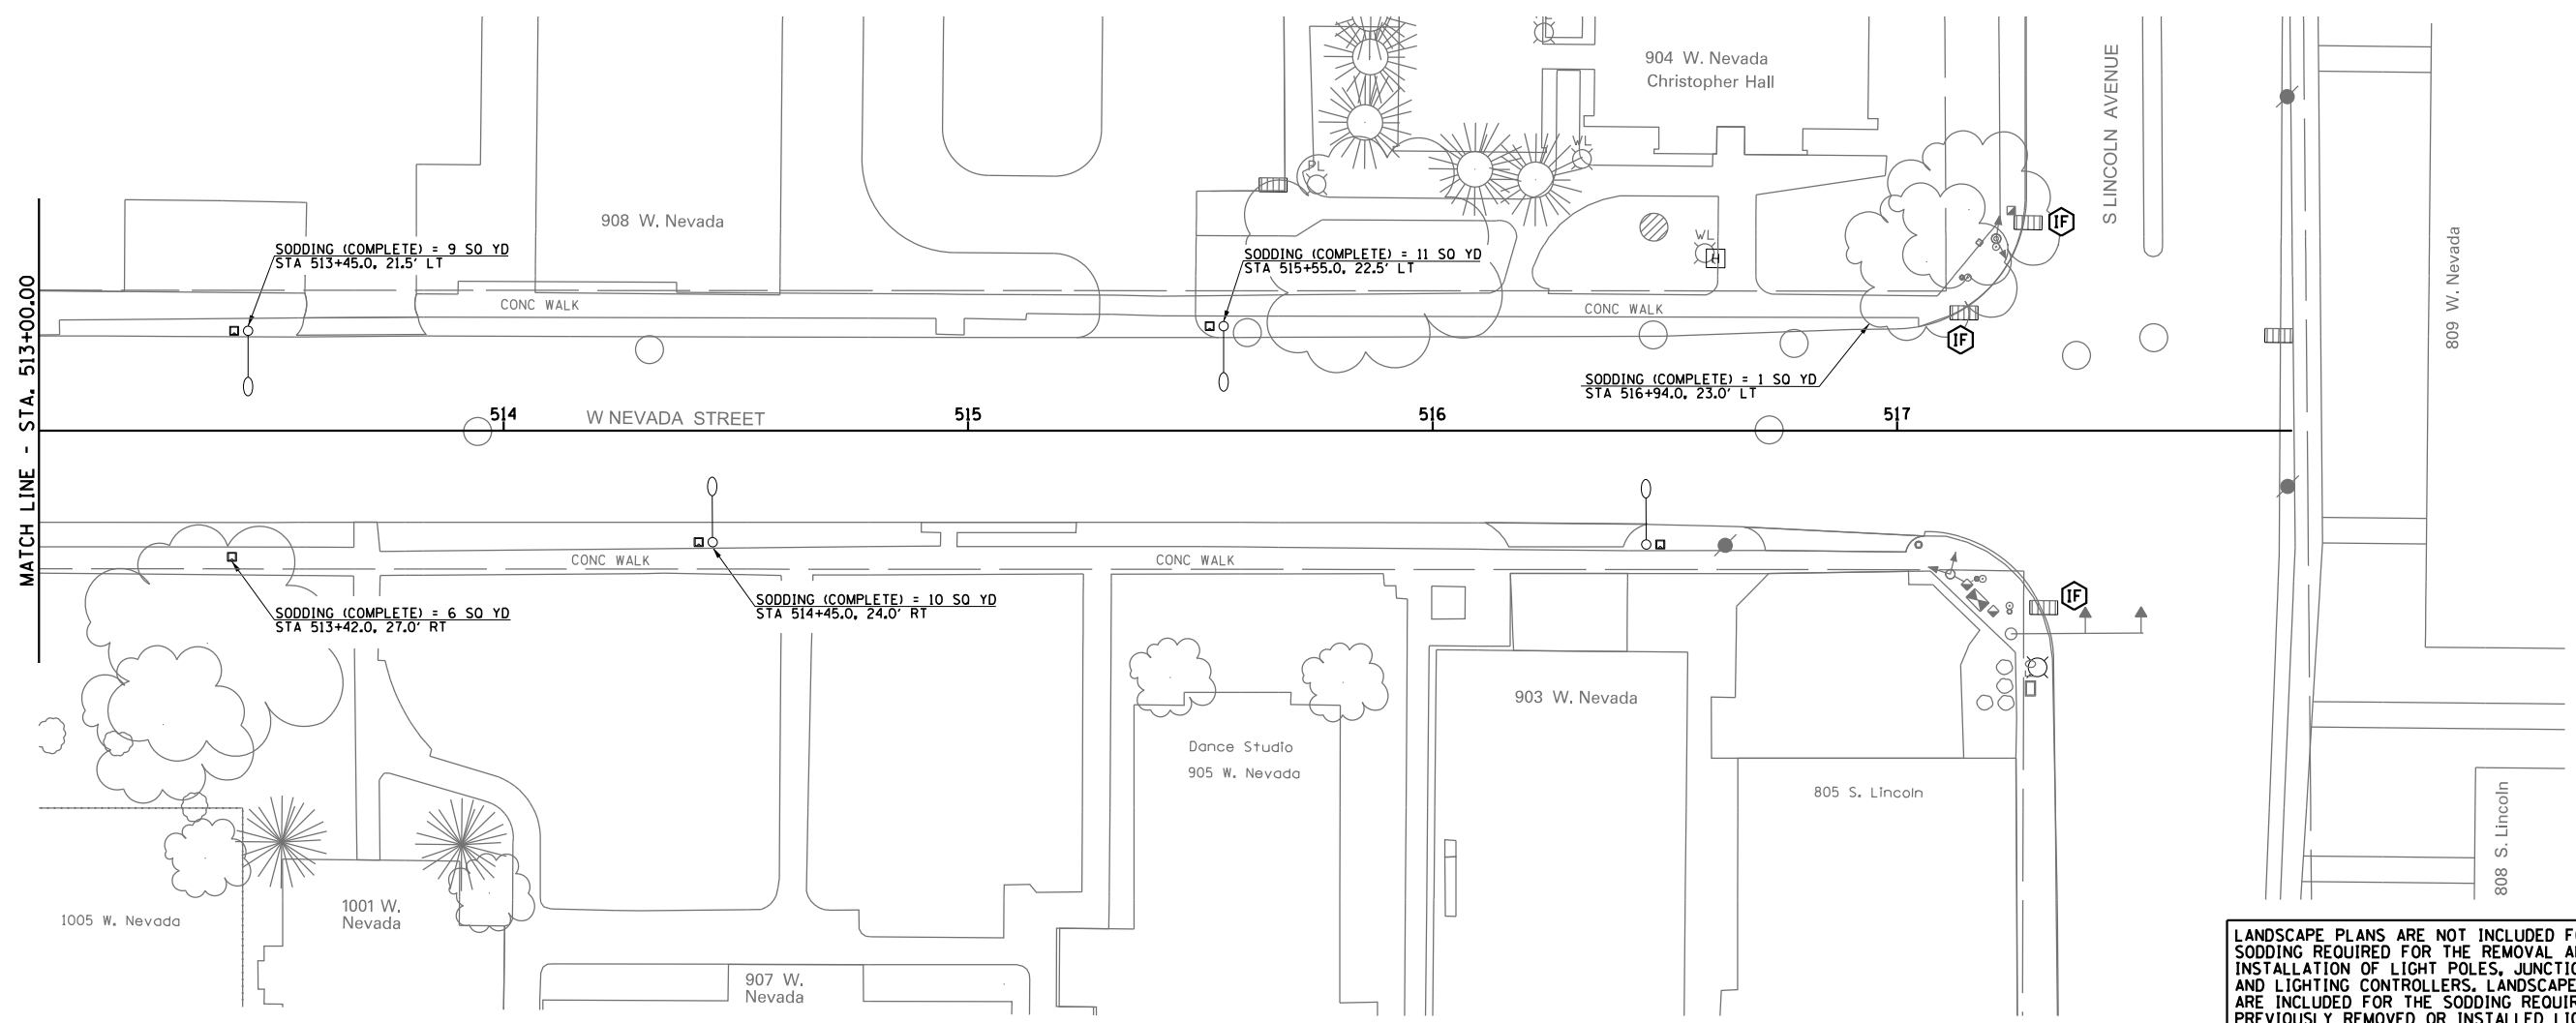 904 W. Nevada
Christopher Hall
S LINCOLN AVENUE
PL
WL
WL
H
IF
IF
908 W. Nevada
809 W. Nevada
SODDING (COMPLETE) = 9 SQ YD
STA 513+45.0, 21.5' LT
SODDING (COMPLETE) = 11 SQ YD
STA 515+55.0, 22.5' LT
CONC WALK
CONC WALK
SODDING (COMPLETE) = 1 SQ YD
STA 516+94.0, 23.0' LT
MATCH LINE - STA. 513+00.00
514
W NEVADA STREET
515
516
517
CONC WALK
CONC WALK
IF
SODDING (COMPLETE) = 6 SQ YD
STA 513+42.0, 27.0' RT
SODDING (COMPLETE) = 10 SQ YD
STA 514+45.0, 24.0' RT
903 W. Nevada
Dance Studio
905 W. Nevada
805 S. Lincoln
808 S. Lincoln
1005 W. Nevada
1001 W.
Nevada
907 W.
Nevada
LANDSCAPE PLANS ARE NOT INCLUDED
SODDING REQUIRED FOR THE REMOVAL
INSTALLATION OF LIGHT POLES, 
AND LIGHTING CONTROLLERS. LANDSCAPE
ARE INCLUDED FOR THE SODDING
PREVIOUSLY REMOVED OR INSTALLED